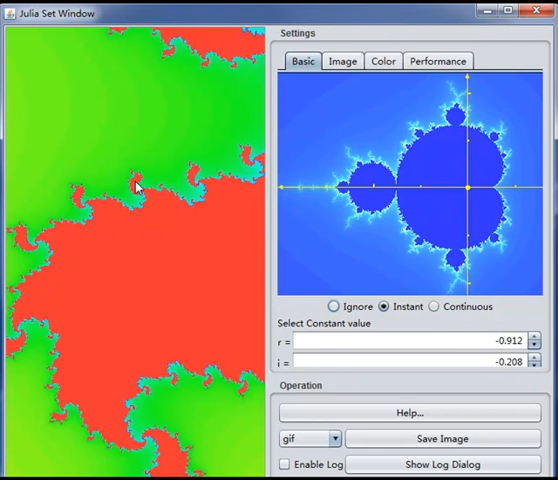 Julia Set Window
Settings
Basic Image Color Performance
Ignore Instant Continuous
Select Constant value
r = -0.912
i = -0.208
Operation
Help...
gif Save Image
Enable Log Show Log Dialog